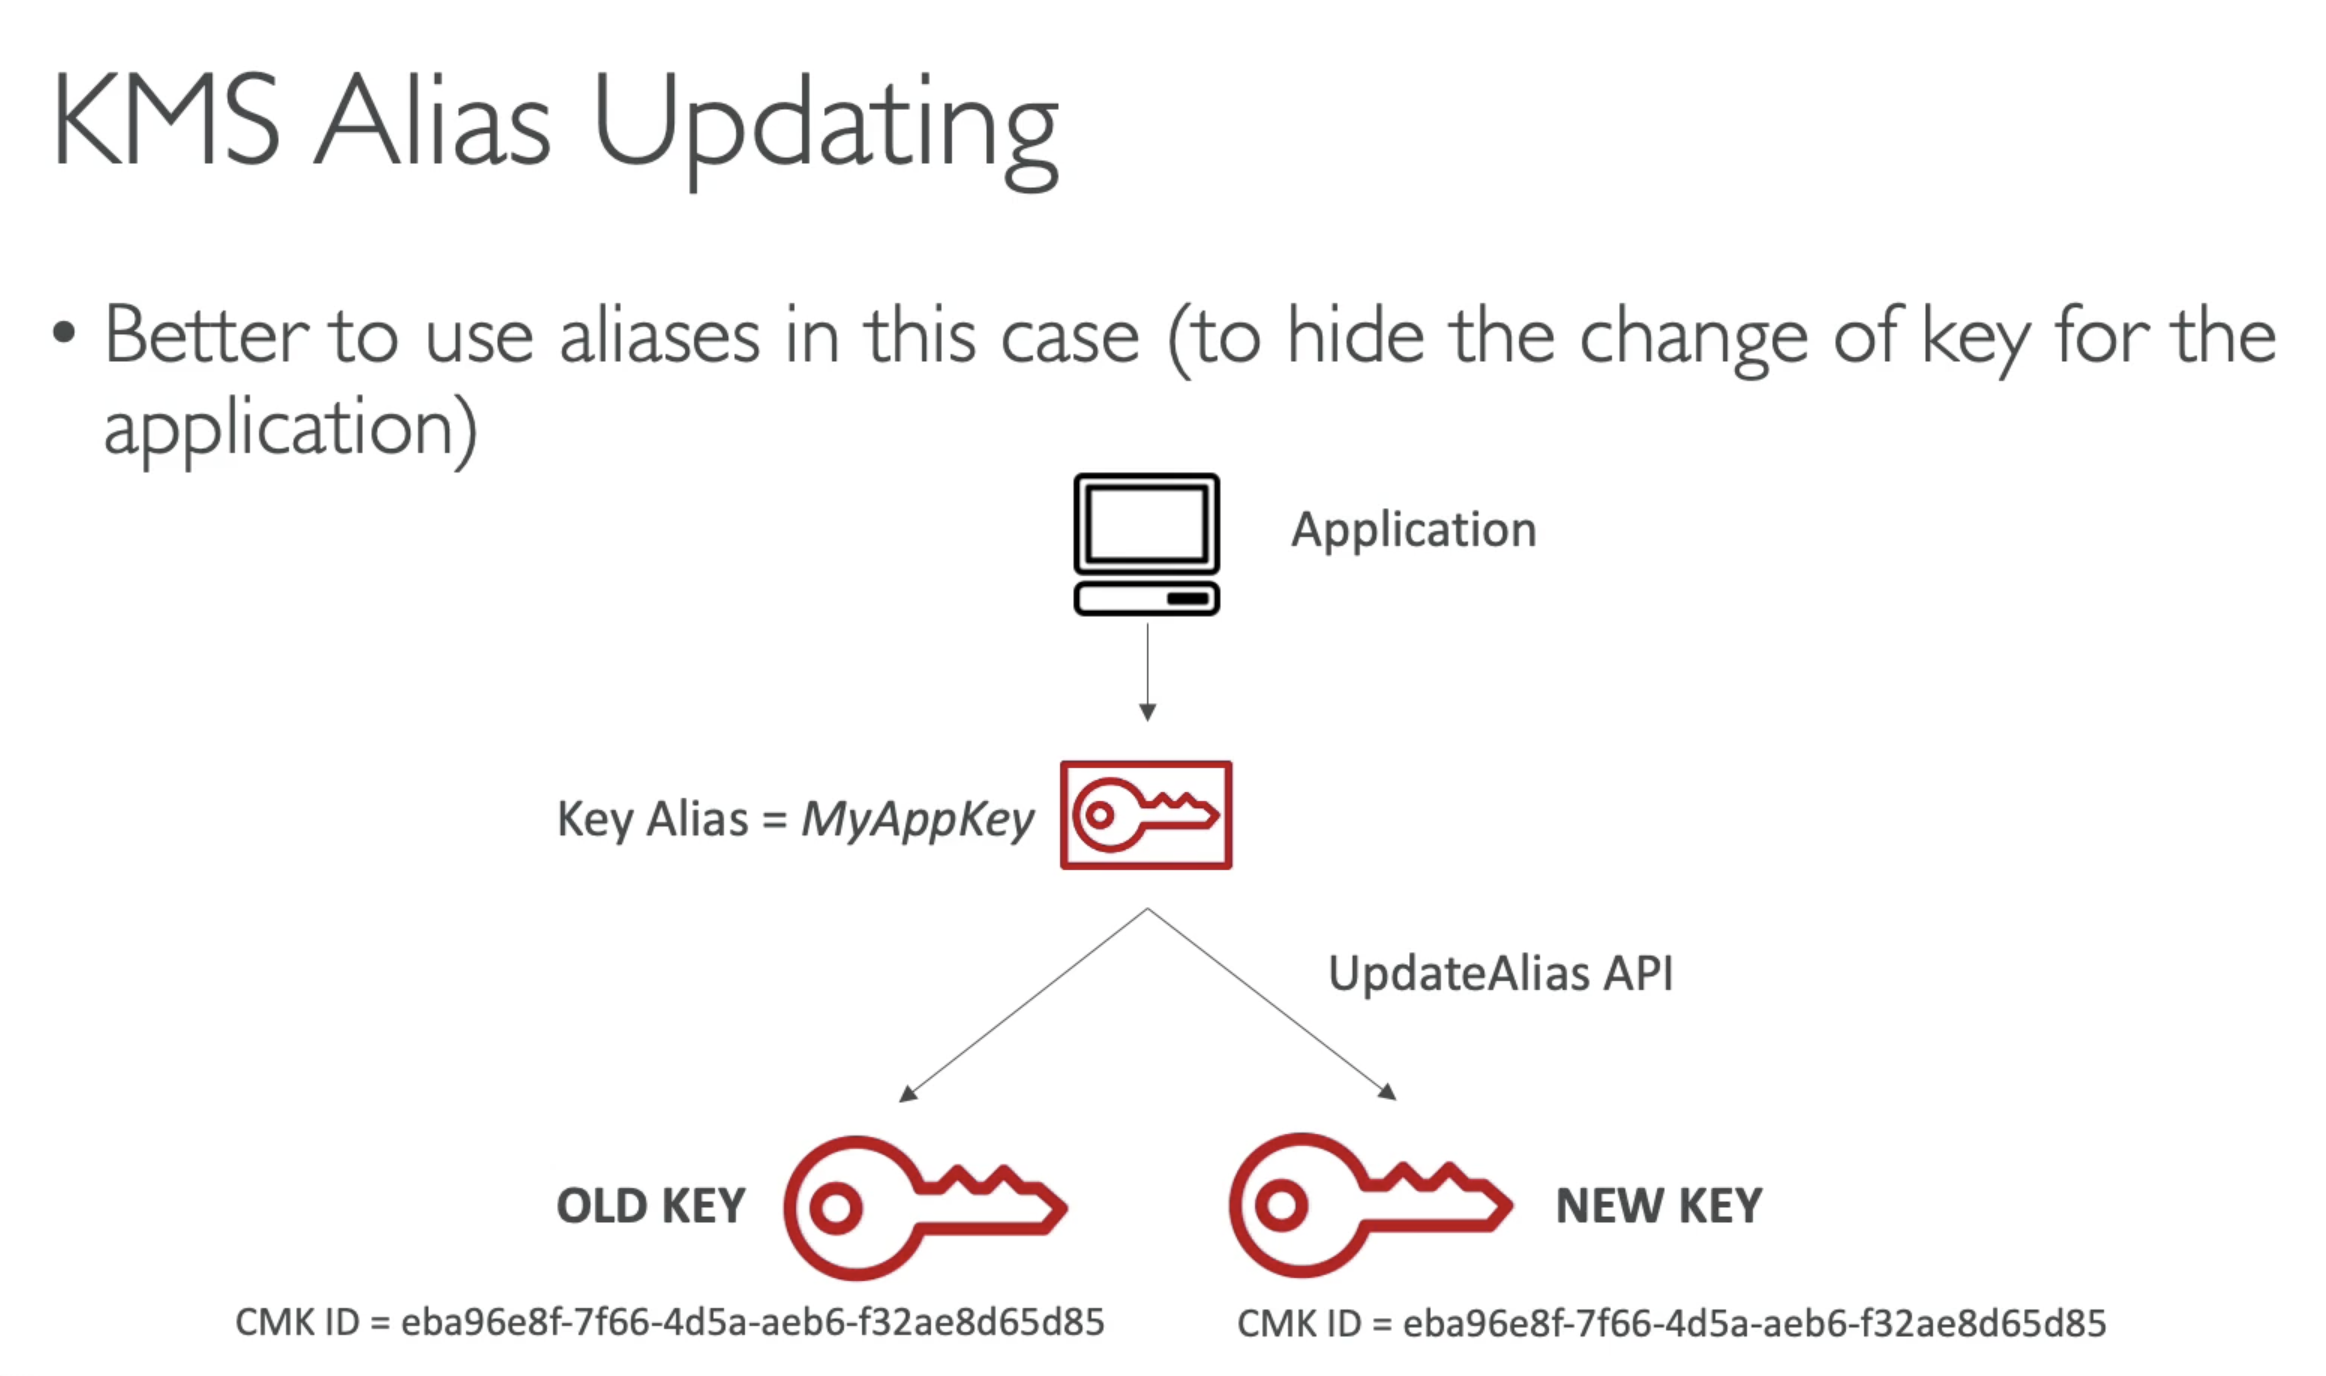 KMS Alias Updating
• Better to use aliases in this case (to hide the change of key for the
application)
Application
Key Alias = MyAppKey
UpdateAlias API
OLD KEY
NEW KEY
CMK ID = eba96e8f-7f66-4d5a-aeb6-f32ae8d65d85
CMK ID = eba96e8f-7f66-4d5a-aeb6-f32ae8d65d85